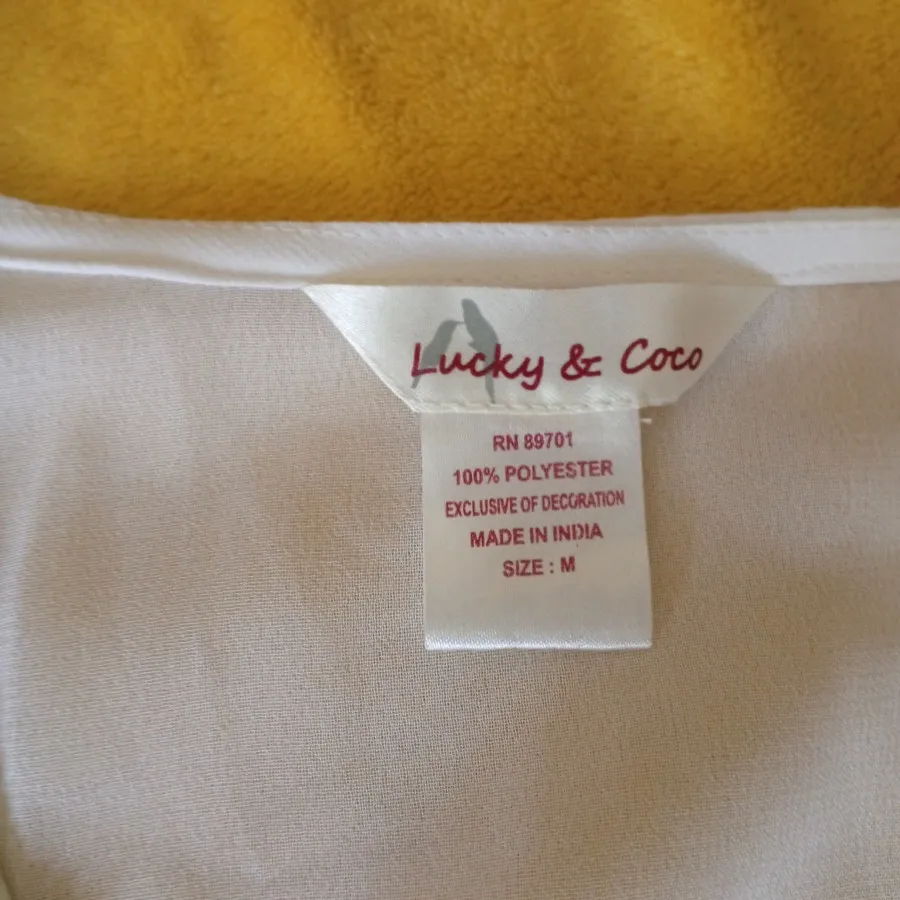 Lucky & Coco
RN 89701
100% POLYESTER
EXCLUSIVE OF DECORATION
MADE IN INDIA
SIZE : M